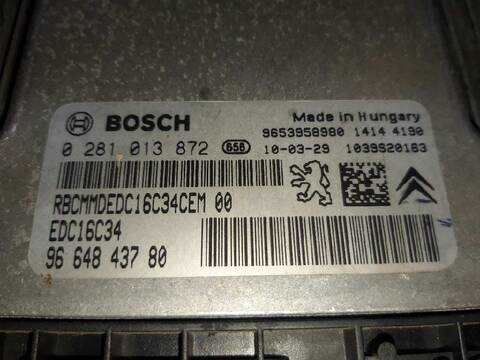 BOSCH
Made in Hungary
9653958980 1414 4190
0 281 013 872 656 10-03-29 1039S20163
RBCMMDEDC16C34CEM 00
EDC16C34
96 648 437 80